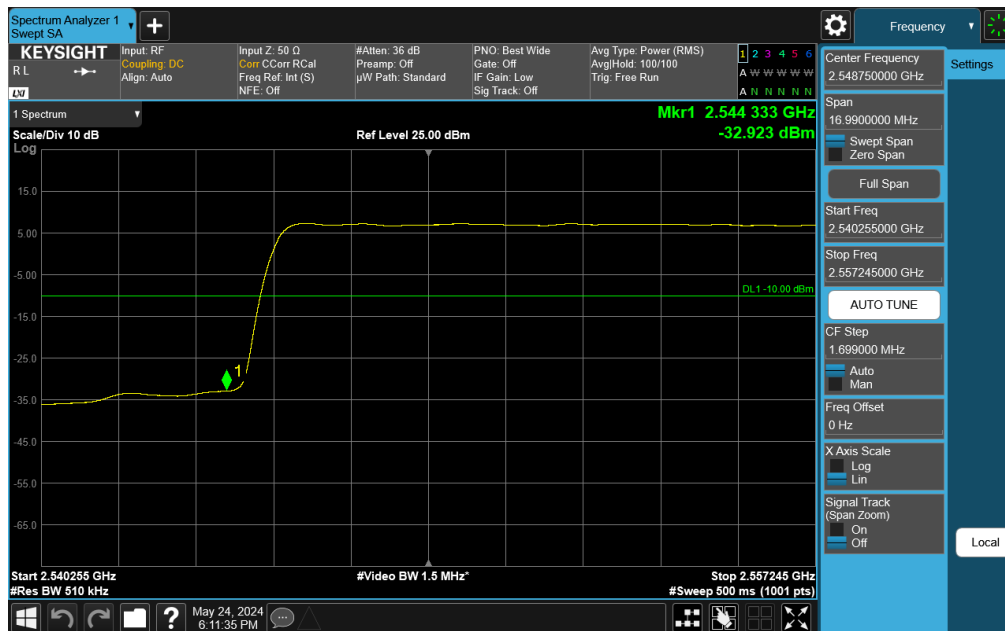 Spectrum Analyzer 1
Swept SA
Frequency
KEYSIGHT
R L
LXI
Input: RF
Coupling: DC
Align: Auto
Input Z: 50 Ω
Corr CCorr RCal
Freq Ref: Int (S)
NFE: Off
#Atten: 36 dB
Preamp: Off
µW Path: Standard
PNO: Best Wide
Gate: Off
IF Gain: Low
Sig Track: Off
Avg Type: Power (RMS)
Avg|Hold: 100/100
Trig: Free Run
1 2 3 4 5 6
A W W W W W
A N N N N N
1 Spectrum
Scale/Div 10 dB
Log
Ref Level 25.00 dBm
Mkr1 2.544 333 GHz
-32.923 dBm
15.0
5.00
-5.00
-15.0
-25.0
-35.0
-45.0
-55.0
-65.0
DL1 -10.00 dBm
1
Start 2.540255 GHz
#Res BW 510 kHz
#Video BW 1.5 MHz*
Stop 2.557245 GHz
#Sweep 500 ms (1001 pts)
May 24, 2024
6:11:35 PM
?
Center Frequency
2.548750000 GHz
Span
16.9900000 MHz
Swept Span
Zero Span
Full Span
Start Freq
2.540255000 GHz
Stop Freq
2.557245000 GHz
AUTO TUNE
CF Step
1.699000 MHz
Auto
Man
Freq Offset
0 Hz
X Axis Scale
Log
Lin
Signal Track
(Span Zoom)
On
Off
Settings
Local